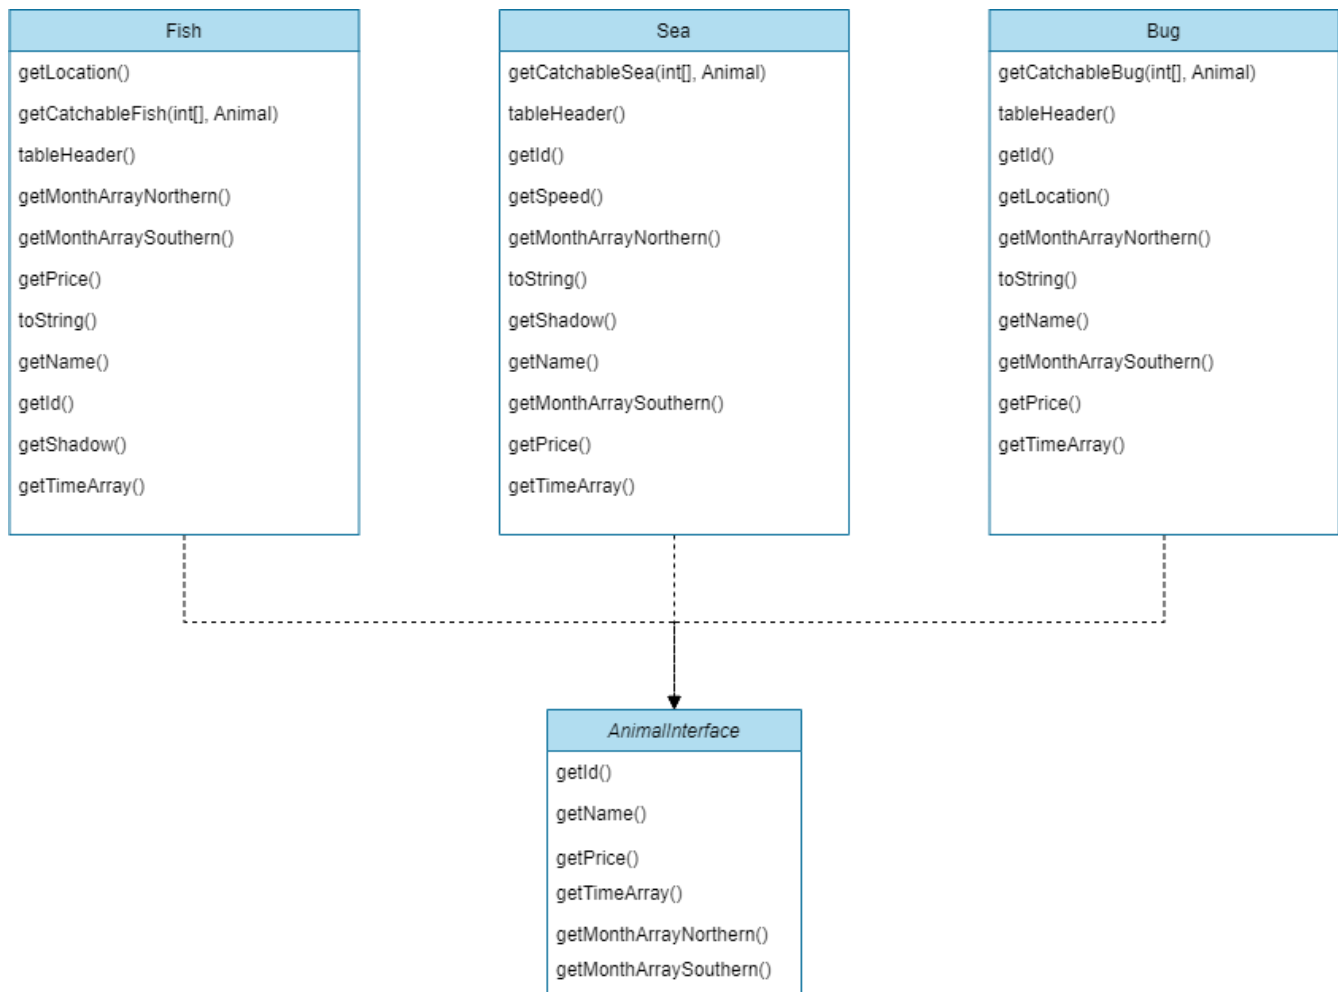 Fish
getLocation()
getCatchableFish(int[], Animal)
tableHeader()
getMonthArrayNorthern()
getMonthArraySouthern()
getPrice()
toString()
getName()
getId()
getShadow()
getTimeArray()
Sea
getCatchableSea(int[], Animal)
tableHeader()
getId()
getSpeed()
getMonthArrayNorthern()
toString()
getShadow()
getName()
getMonthArraySouthern()
getPrice()
getTimeArray()
Bug
getCatchableBug(int[], Animal)
tableHeader()
getId()
getLocation()
getMonthArrayNorthern()
toString()
getName()
getMonthArraySouthern()
getPrice()
getTimeArray()
AnimalInterface
getId()
getName()
getPrice()
getTimeArray()
getMonthArrayNorthern()
getMonthArraySouthern()